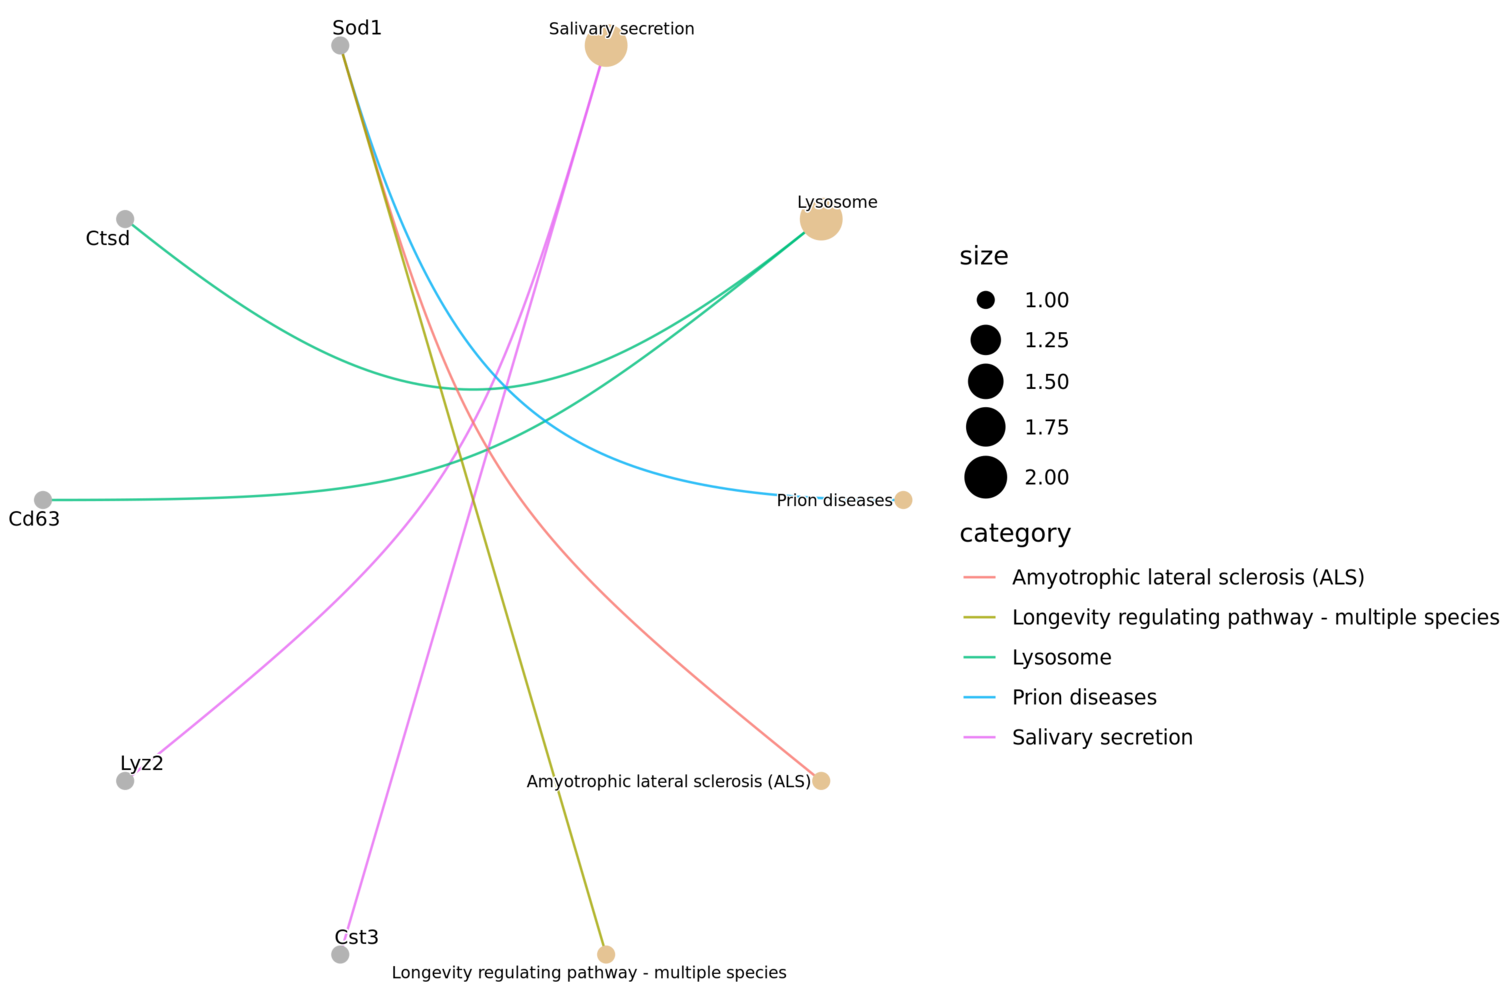 Sod1
Salivary secretion
Lysosome
Ctsd
Cd63
Prion diseases
Lyz2
Amyotrophic lateral sclerosis (ALS)
Cst3
Longevity regulating pathway - multiple species
size
1.00
1.25
1.50
1.75
2.00
category
Amyotrophic lateral sclerosis (ALS)
Longevity regulating pathway - multiple species
Lysosome
Prion diseases
Salivary secretion